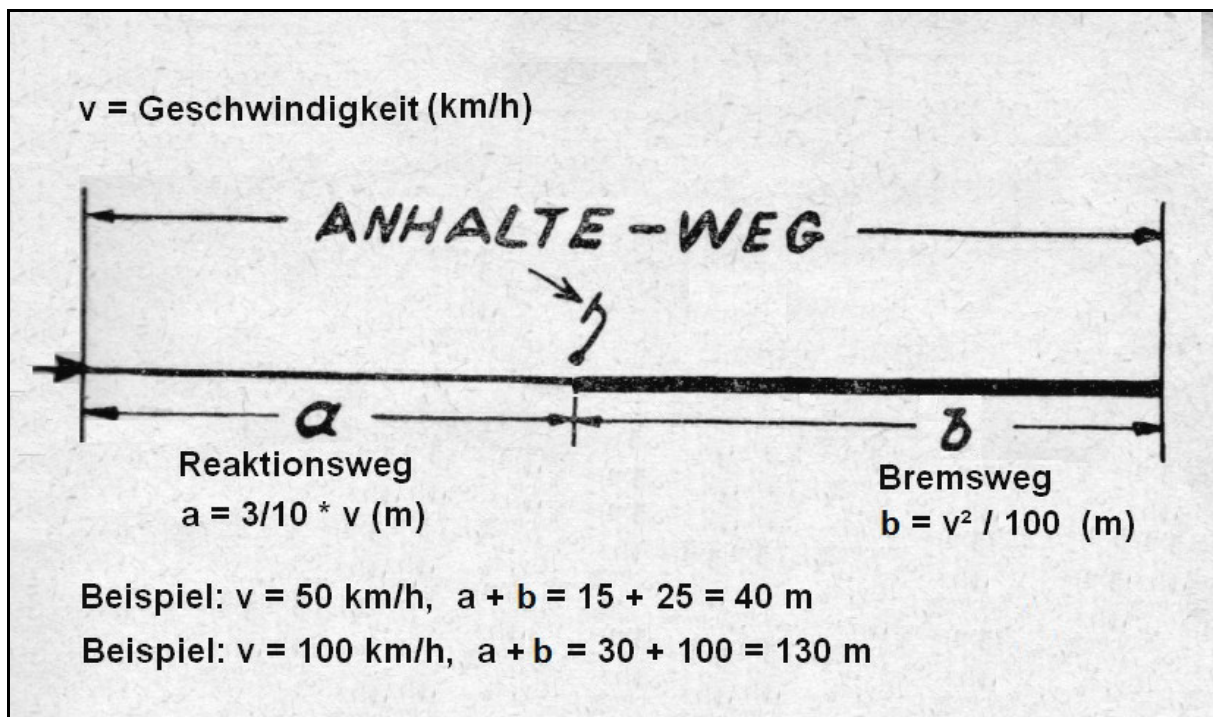 v = Geschwindigkeit (km/h)
ANHALTE-WEG
a
b
Reaktionsweg
a = 3/10 * v (m)
Bremsweg
b = v² / 100 (m)
Beispiel: v = 50 km/h, a + b = 15 + 25 = 40 m
Beispiel: v = 100 km/h, a + b = 30 + 100 = 130 m